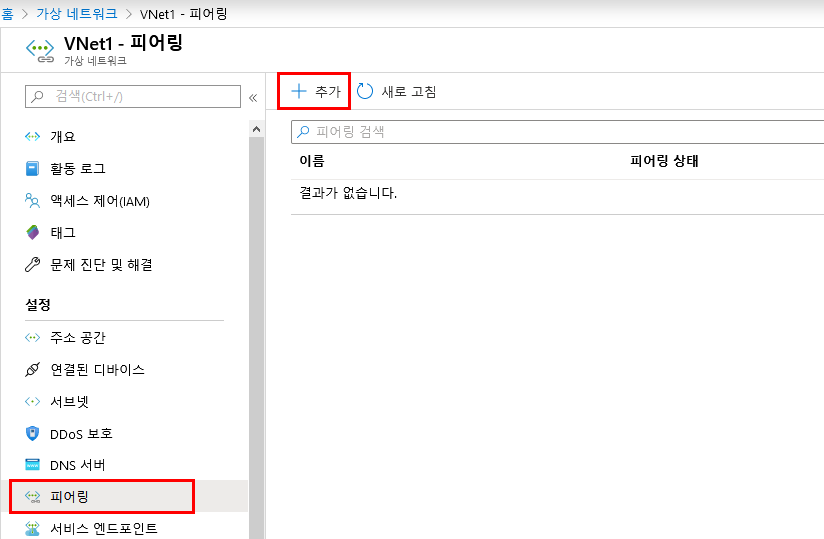 홈 > 가상 네트워크 > VNet1 - 피어링
VNet1 - 피어링
가상 네트워크
검색(Ctrl+/)
«
개요
활동 로그
액세스 제어(IAM)
태그
문제 진단 및 해결
설정
주소 공간
연결된 디바이스
서브넷
DDoS 보호
DNS 서버
피어링
서비스 엔드포인트
+ 추가 새로 고침
피어링 검색
이름 피어링 상태
결과가 없습니다.